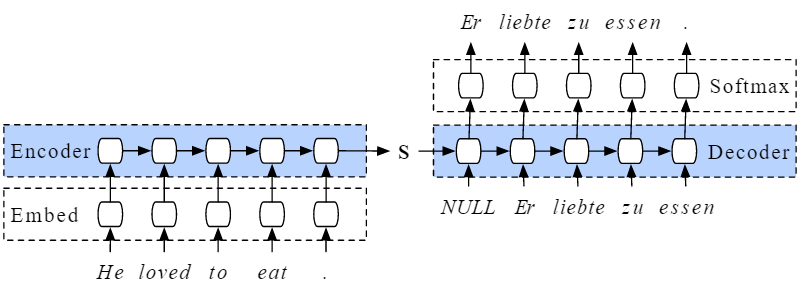 Er liebte zu essen .
Softmax
Encoder
S
Decoder
Embed
NULL Er liebte zu essen
He loved to eat .